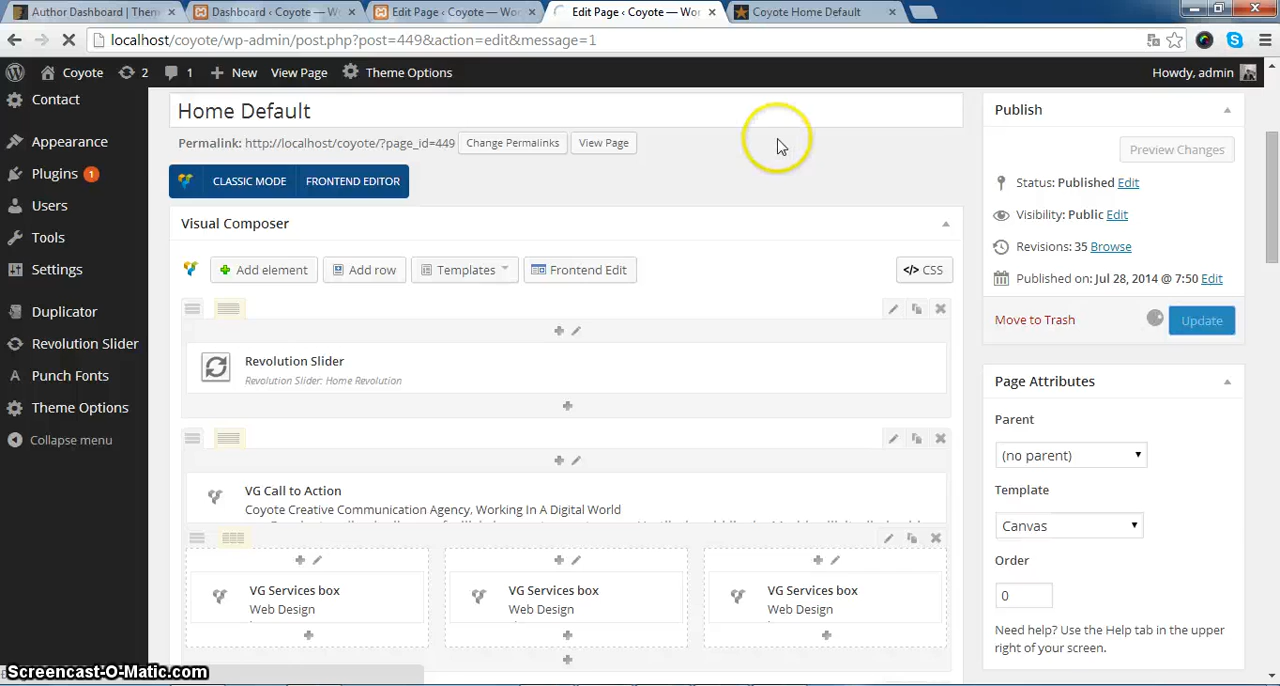 Author Dashboard | Them
Dashboard ‹ Coyote — Wo
Edit Page ‹ Coyote — Wo
Edit Page ‹ Coyote — Wor
Coyote Home Default
localhost/coyote/wp-admin/post.php?post=449&action=edit&message=1
Coyote 2 1 New View Page Theme Options Howdy, admin
Contact
Appearance
Plugins 1
Users
Tools
Settings
Duplicator
Revolution Slider
Punch Fonts
Theme Options
Collapse menu
Home Default
Permalink: http://localhost/coyote/?page_id=449 Change Permalinks View Page
CLASSIC MODE FRONTEND EDITOR
Visual Composer
Add element Add row Templates Frontend Edit </> CSS
Revolution Slider
Revolution Slider: Home Revolution
VG Call to Action
Coyote Creative Communication Agency, Working In A Digital World
VG Services box
Web Design
VG Services box
Web Design
VG Services box
Web Design
Publish
Preview Changes
Status: Published Edit
Visibility: Public Edit
Revisions: 35 Browse
Published on: Jul 28, 2014 @ 7:50 Edit
Move to Trash Update
Page Attributes
Parent
(no parent)
Template
Canvas
Order
0
Need help? Use the Help tab in the upper
right of your screen.
Screencast-O-Matic.com